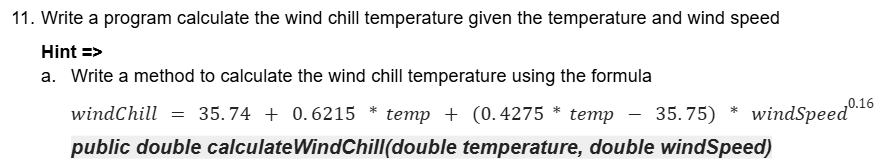 11. Write a program calculate the wind chill temperature given the temperature and wind speed
Hint =>
a. Write a method to calculate the wind chill temperature using the formula
windChill = 35.74 + 0.6215 * temp + (0.4275 * temp − 35.75) * windSpeed^0.16
public double calculateWindChill(double temperature, double windSpeed)